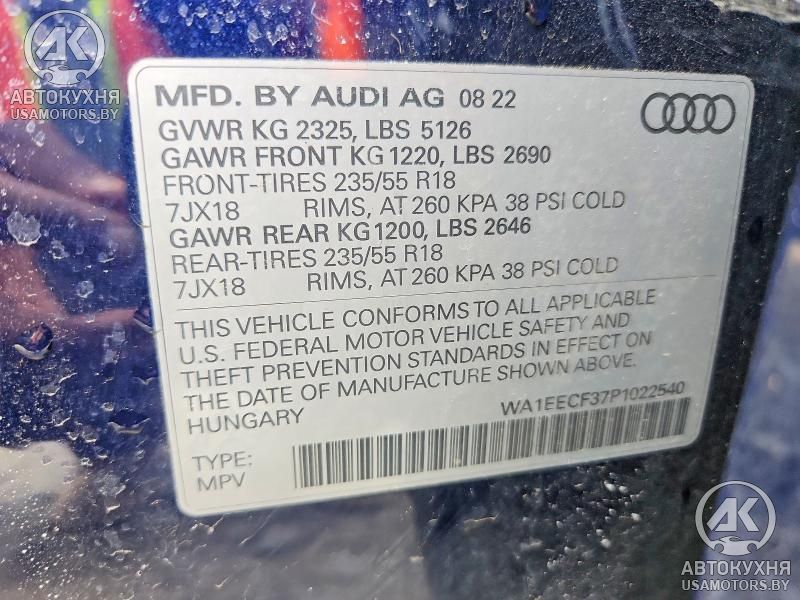 AK
АВТОКУХНЯ
USAMOTORS.BY
MFD. BY AUDI AG 08 22
GVWR KG 2325, LBS 5126
GAWR FRONT KG1220, LBS 2690
FRONT-TIRES 235/55 R18
7JX18 RIMS, AT 260 KPA 38 PSI COLD
GAWR REAR KG1200, LBS 2646
REAR-TIRES 235/55 R18
7JX18 RIMS, AT 260 KPA 38 PSI COLD
THIS VEHICLE CONFORMS TO ALL APPLICABLE
U.S. FEDERAL MOTOR VEHICLE SAFETY AND
THEFT PREVENTION STANDARDS IN EFFECT ON
THE DATE OF MANUFACTURE SHOWN ABOVE.
HUNGARY WA1EECF37P1022540
TYPE:
MPV
AK
АВТОКУХНЯ
USAMOTORS.BY